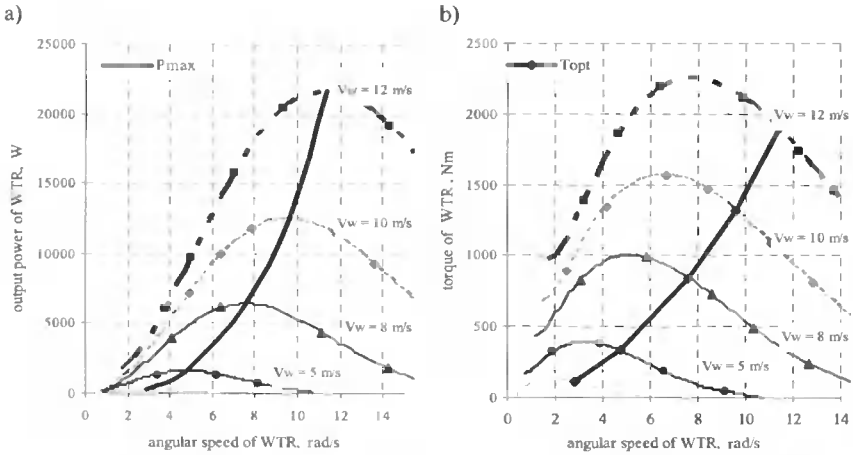 a)
25000
20000
15000
10000
5000
0
output power of WTR, W
Pmax
Vw = 12 m/s
Vw = 10 m/s
Vw = 8 m/s
Vw = 5 m/s
0 2 4 6 8 10 12 14
angular speed of WTR, rad/s
b)
2500
2000
1500
1000
500
0
torque of WTR, Nm
Topt
Vw = 12 m/s
Vw = 10 m/s
Vw = 8 m/s
Vw = 5 m/s
0 2 4 6 8 10 12 14
angular speed of WTR, rad/s